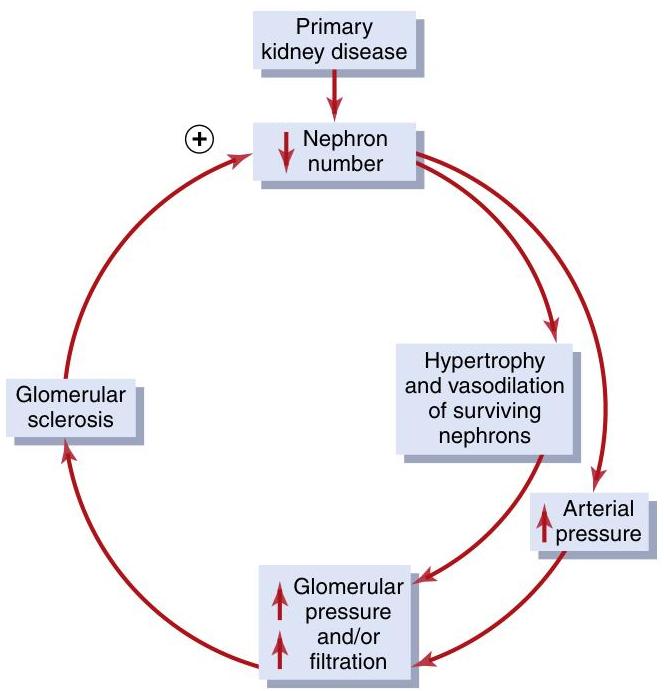 Primary
kidney disease
+
Nephron
number
Hypertrophy
and vasodilation
of surviving
nephrons
Arterial
pressure
Glomerular
pressure
and/or
filtration
Glomerular
sclerosis